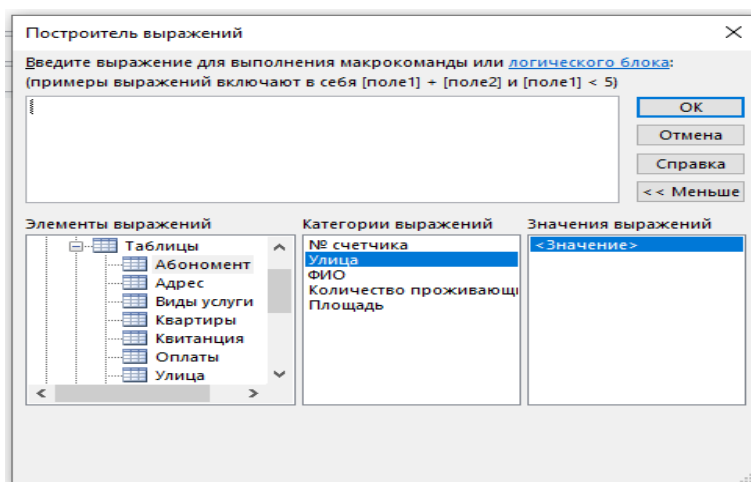 Построитель выражений
Введите выражение для выполнения макрокоманды или логического блока:
(примеры выражений включают в себя [поле1] + [поле2] и [поле1] < 5)
ОК
Отмена
Справка
<< Меньше
Элементы выражений
Таблицы
Абономент
Адрес
Виды услуги
Квартиры
Квитанция
Оплаты
Улица
Категории выражений
№ счетчика
Улица
ФИО
Количество проживающ
Площадь
Значения выражений
<Значение>